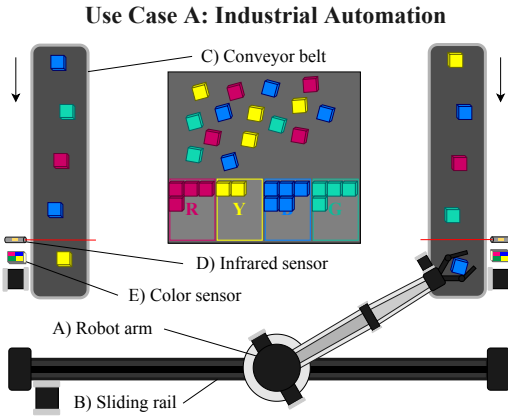 Use Case A: Industrial Automation
C) Conveyor belt
R Y B G
D) Infrared sensor
E) Color sensor
A) Robot arm
B) Sliding rail